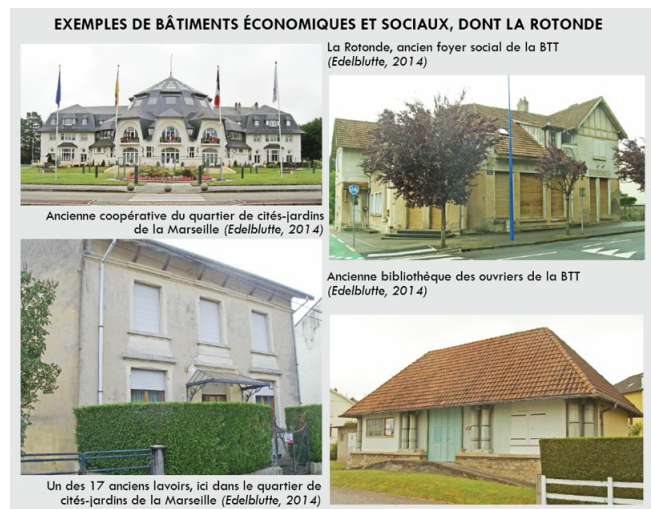 EXEMPLES DE BÂTIMENTS ÉCONOMIQUES ET SOCIAUX, DONT LA ROTONDE
La Rotonde, ancien foyer social de la BTT
(Edelblutte, 2014)
Ancienne coopérative du quartier de cités-jardins
de la Marseille (Edelblutte, 2014)
Ancienne bibliothèque des ouvriers de la BTT
(Edelblutte, 2014)
Un des 17 anciens lavoirs, ici dans le quartier de
cités-jardins de la Marseille (Edelblutte, 2014)